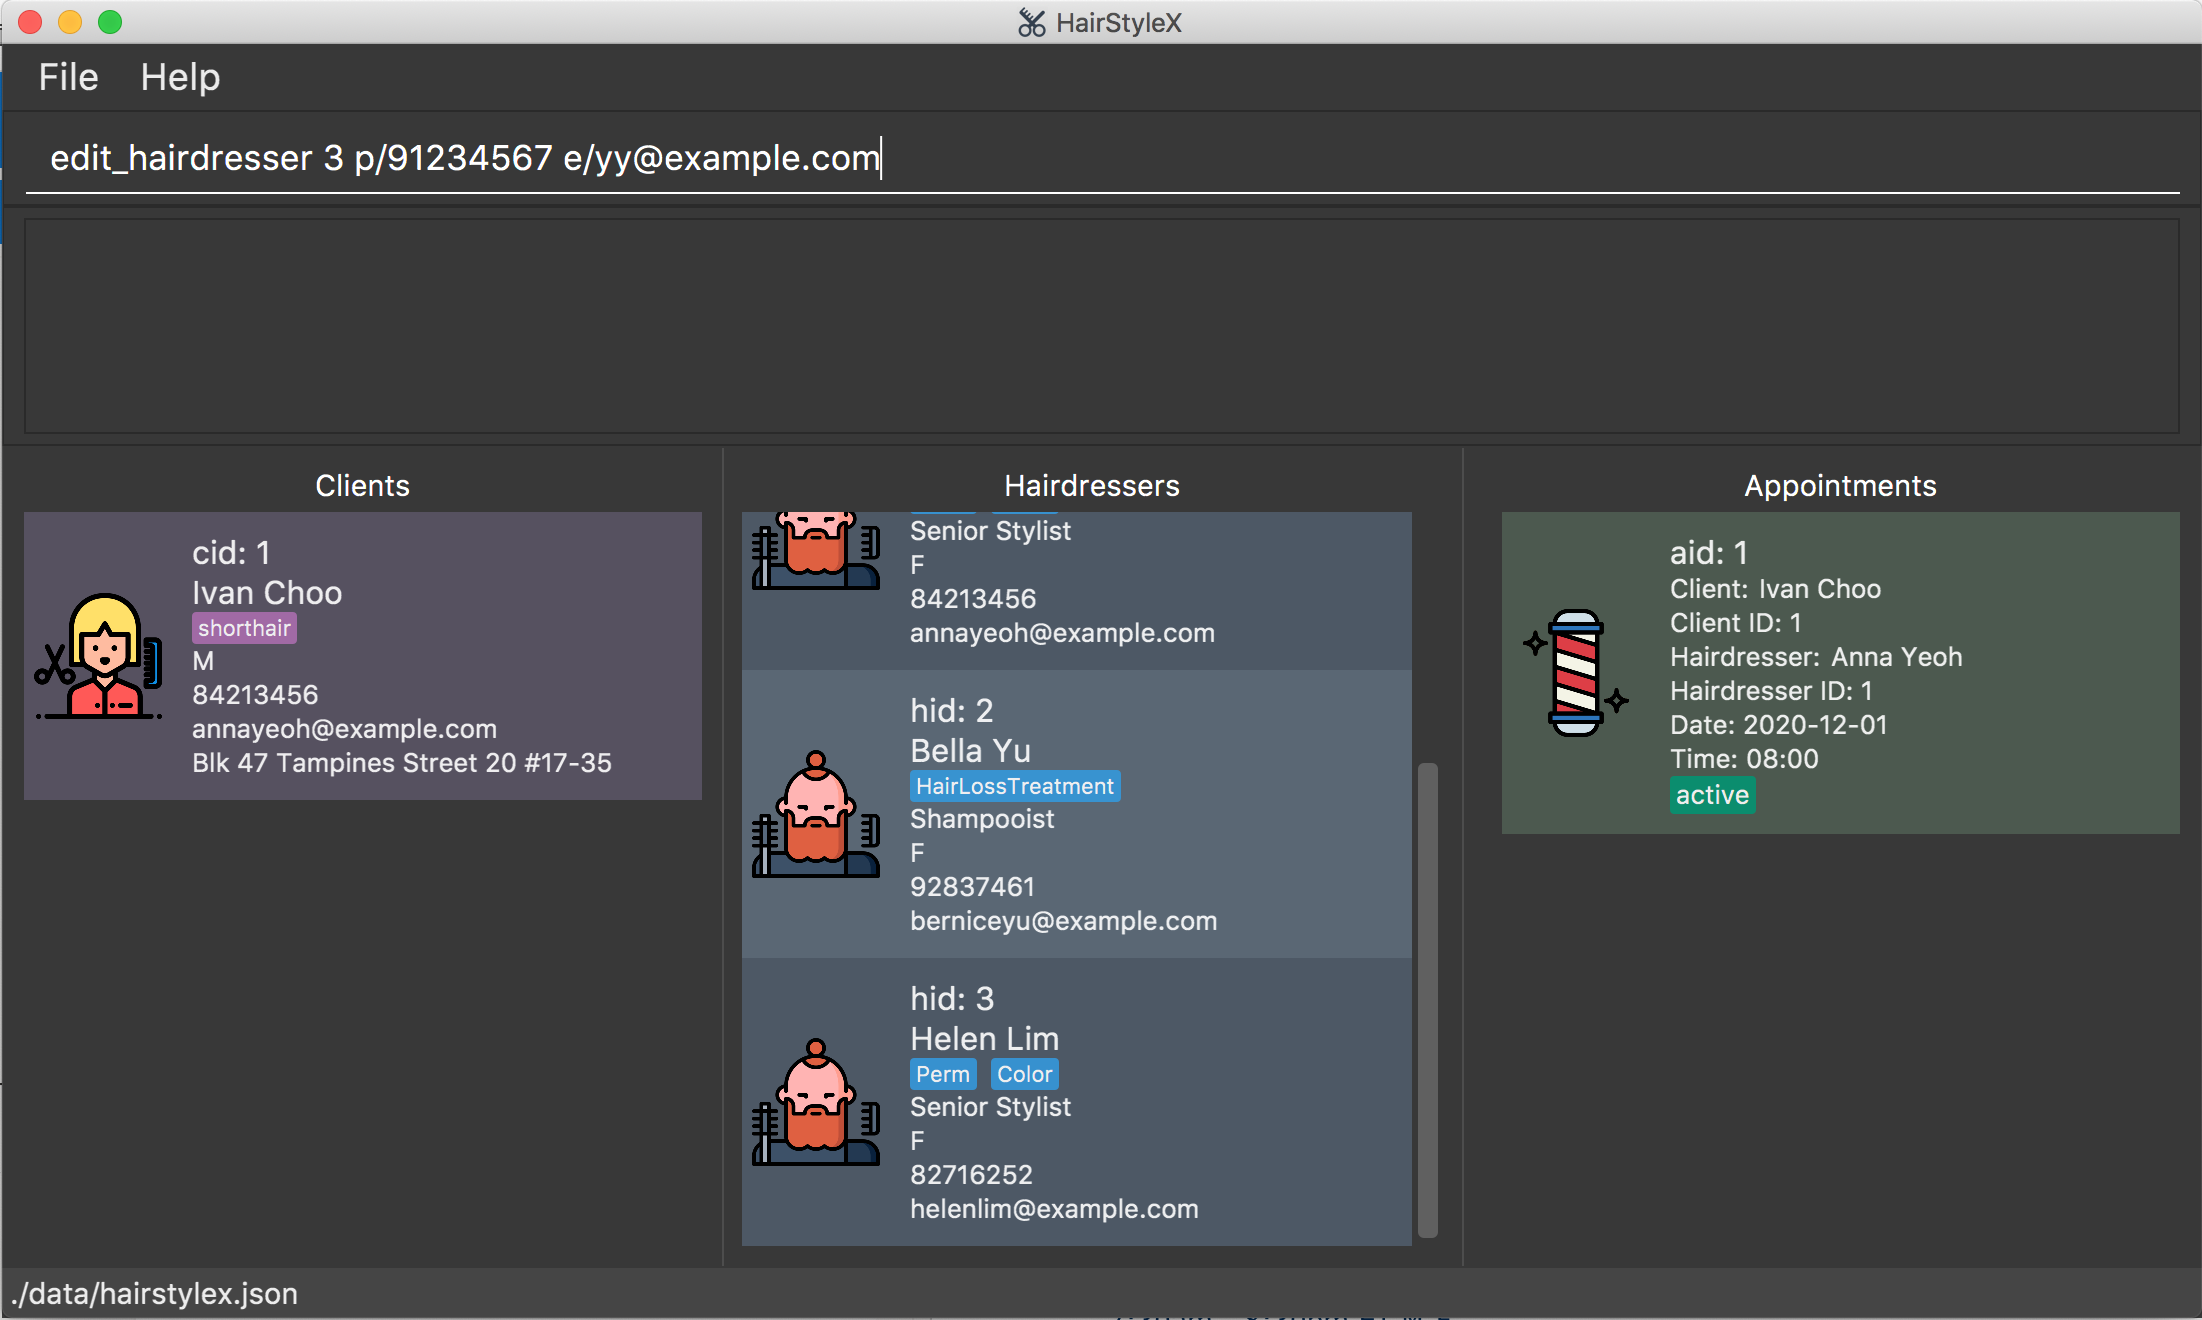 HairStyleX
File Help
edit_hairdresser 3 p/91234567 e/yy@example.com
Clients
cid: 1
Ivan Choo
shorthair
M
84213456
annayeoh@example.com
Blk 47 Tampines Street 20 #17-35
Hairdressers
Senior Stylist
F
84213456
annayeoh@example.com
hid: 2
Bella Yu
HairLossTreatment
Shampooist
F
92837461
berniceyu@example.com
hid: 3
Helen Lim
Perm Color
Senior Stylist
F
82716252
helenlim@example.com
Appointments
aid: 1
Client: Ivan Choo
Client ID: 1
Hairdresser: Anna Yeoh
Hairdresser ID: 1
Date: 2020-12-01
Time: 08:00
active
./data/hairstylex.json